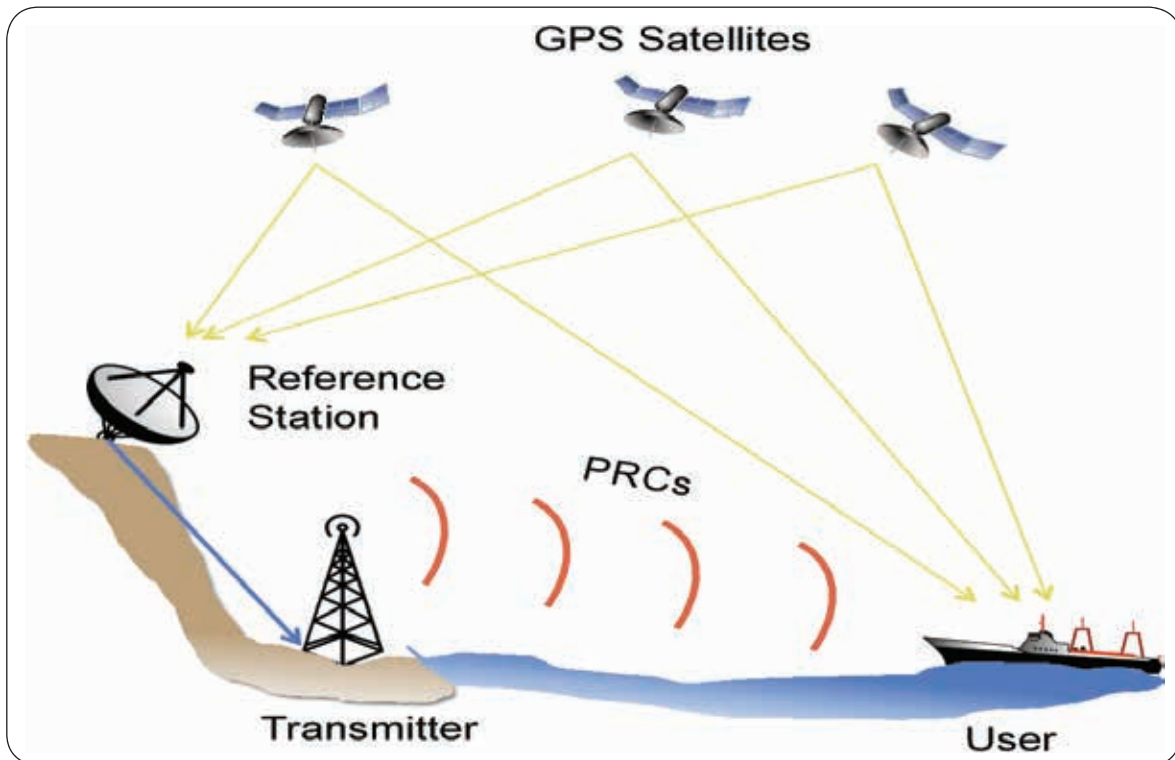 GPS Satellites
Reference
Station
PRCs
Transmitter
User